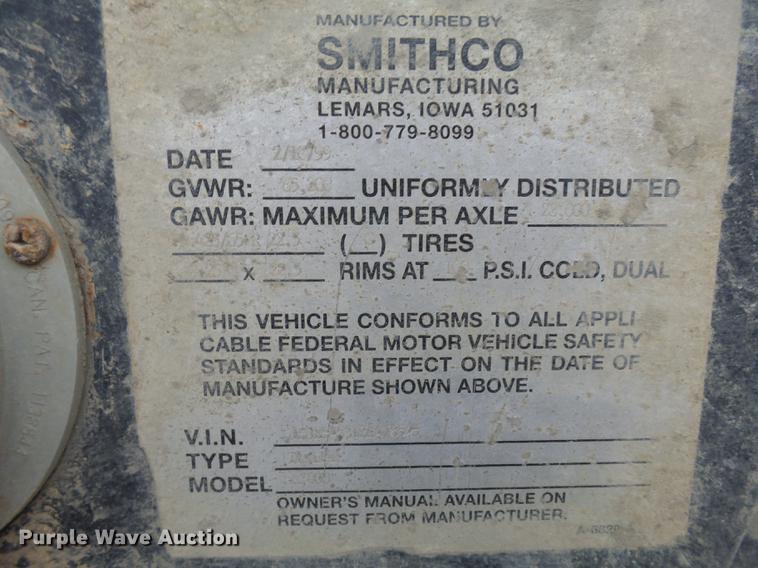 MANUFACTURED BY
SMITHCO
MANUFACTURING
LEMARS, IOWA 51031
1-800-779-8099
DATE
GVWR: UNIFORMLY DISTRIBUTED
GAWR: MAXIMUM PER AXLE
( ) TIRES
X RIMS AT P.S.I. COLD, DUAL
THIS VEHICLE CONFORMS TO ALL APPLI
CABLE FEDERAL MOTOR VEHICLE SAFETY
STANDARDS IN EFFECT ON THE DATE OF
MANUFACTURE SHOWN ABOVE.
V.I.N.
TYPE
MODEL
OWNER'S MANUAL AVAILABLE ON
REQUEST FROM MANUFACTURER.
CAN. PAT.
Purple Wave Auction